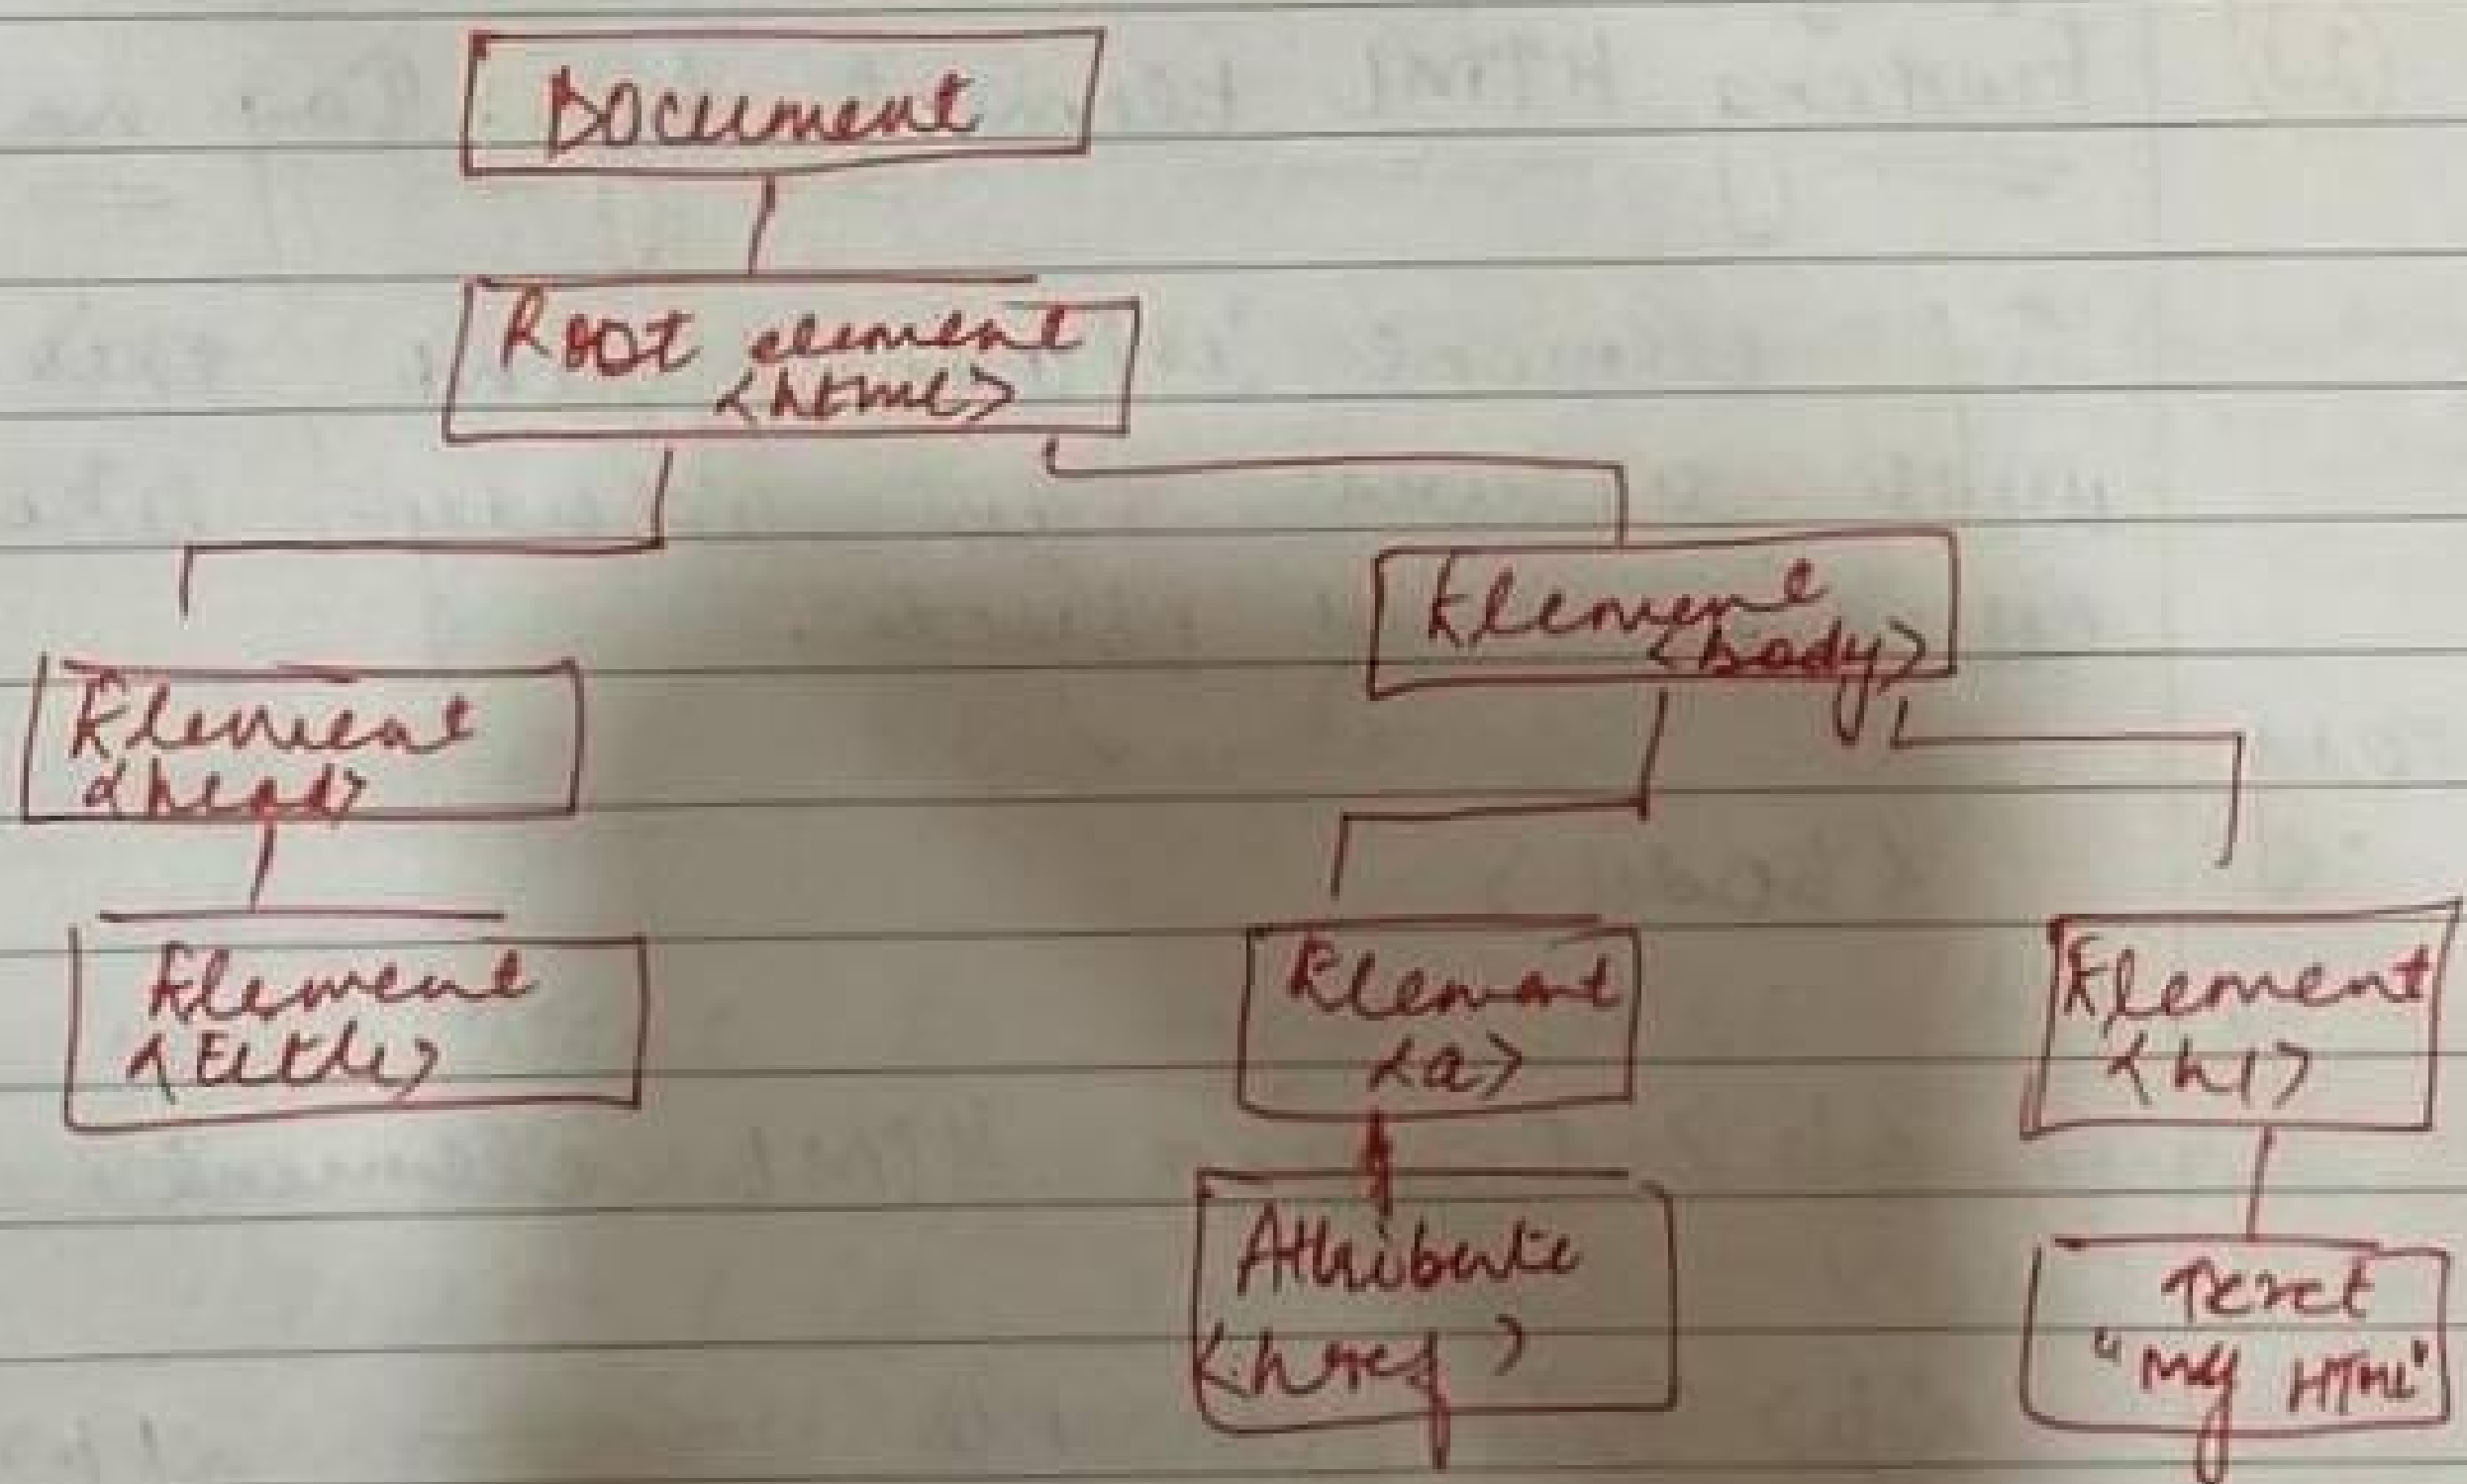 Document
Root element
<html>
Element
<body>
Element
<head>
Element
<title>
Element
<a>
Element
<h1>
Attribute
<href>
Text
"My HTML"